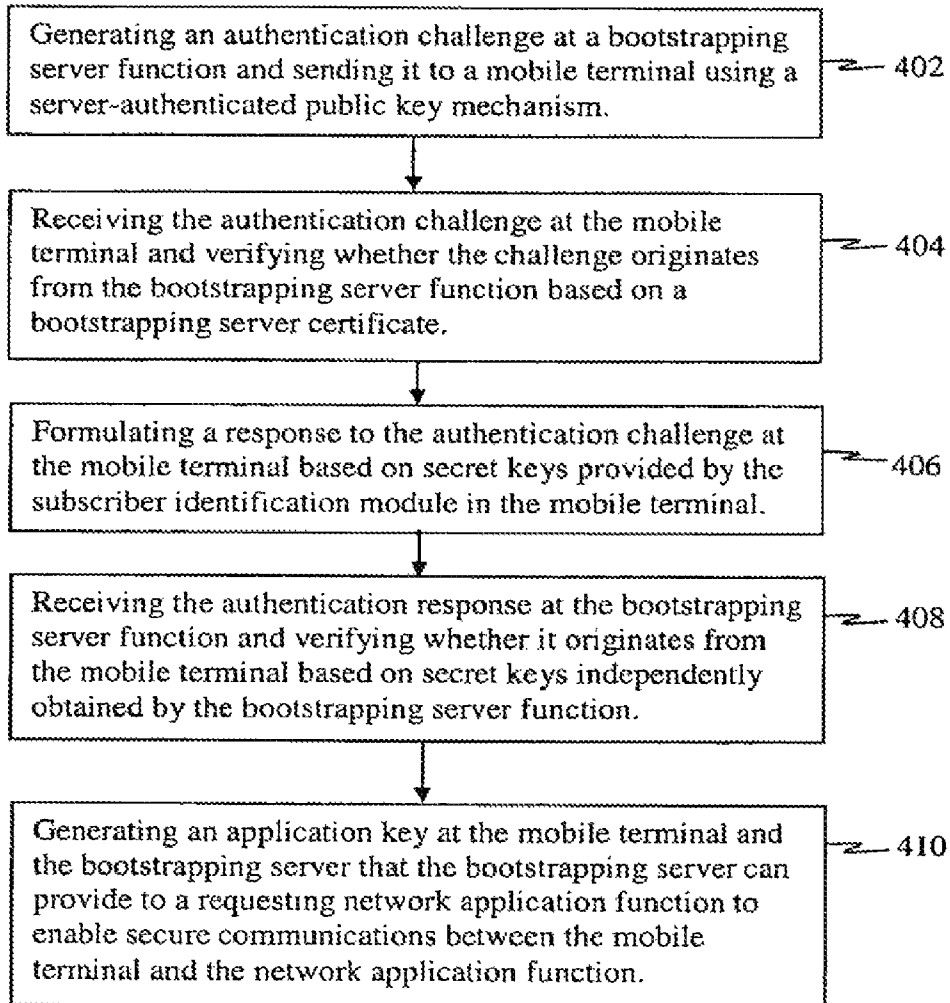 Generating an authentication challenge at a bootstrapping
server function and sending it to a mobile terminal using a
server-authenticated public key mechanism.
402
Receiving the authentication challenge at the mobile
terminal and verifying whether the challenge originates
from the bootstrapping server function based on a
bootstrapping server certificate.
404
Formulating a response to the authentication challenge at
the mobile terminal based on secret keys provided by the
subscriber identification module in the mobile terminal.
406
Receiving the authentication response at the bootstrapping
server function and verifying whether it originates from
the mobile terminal based on secret keys independently
obtained by the bootstrapping server function.
408
Generating an application key at the mobile terminal and
the bootstrapping server that the bootstrapping server can
provide to a requesting network application function to
enable secure communications between the mobile
terminal and the network application function.
410